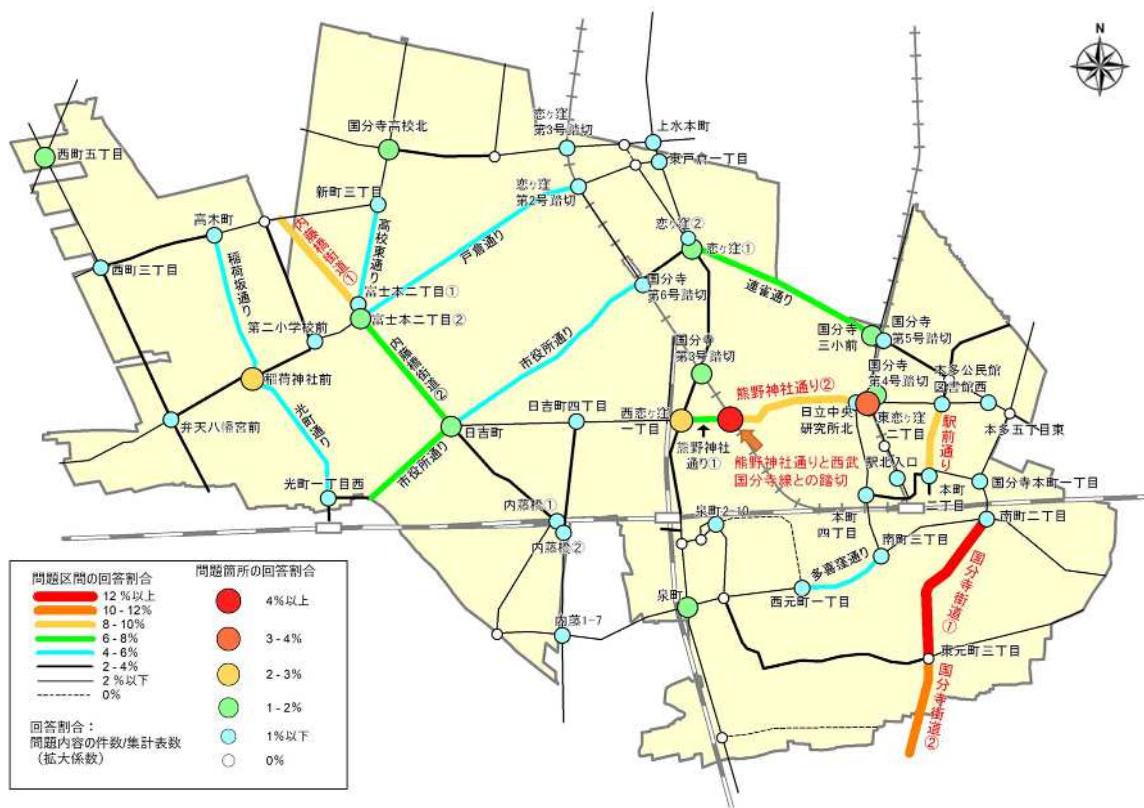 N
恋ヶ窪
第3号踏切
上水本町
国分寺高校北
西町五丁目
東戸倉一丁目
恋ヶ窪
第2号踏切
新町三丁目
高木町
内藤橋街道①
高校東通り
戸倉通り
恋ヶ窪②
恋ヶ窪①
西町三丁目
稲荷坂通り
国分寺
第6号踏切
連雀通り
富士本二丁目①
富士本二丁目②
第二小学校前
市役所通り
内藤橋街道②
国分寺
第3号踏切
国分寺
三小前
国分寺
第5号踏切
国分寺
第4号踏切
本多公民館
図書館西
稲荷神社前
熊野神社通り②
光町通り
弁天八幡宮前
日吉町
日吉町四丁目
西恋ヶ窪
一丁目
日立中央
研究所北
東恋ヶ窪
二丁目
駅前通り
本多五丁目東
市役所通り
熊野神社
通り①
熊野神社通りと西武
国分寺線との踏切
駅北入口
光町一丁目西
本町
二丁目
国分寺本町一丁目
内藤橋①
内藤橋②
泉町2-10
本町
四丁目
南町三丁目
南町二丁目
多喜窪通り
国分寺街道①
泉町
西元町一丁目
内藤1-7
東元町三丁目
国分寺街道②
問題区間の回答割合
12%以上
10-12%
8-10%
6-8%
4-6%
2-4%
2%以下
0%
回答割合：
問題内容の件数/集計表数
（拡大係数）
問題箇所の回答割合
4%以上
3-4%
2-3%
1-2%
1%以下
0%